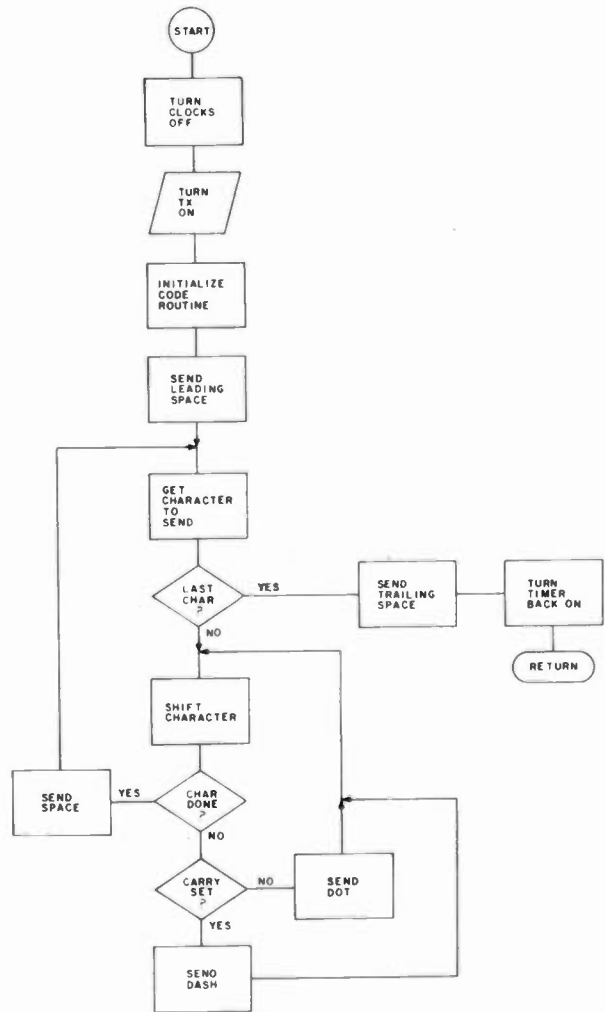 START
TURN
CLOCKS
OFF
TURN
TX
ON
INITIALIZE
CODE
ROUTINE
SEND
LEADING
SPACE
GET
CHARACTER
TO
SEND
LAST
CHAR
?
YES
SEND
TRAILING
SPACE
TURN
TIMER
BACK ON
RETURN
NO
SHIFT
CHARACTER
CHAR
DONE
?
YES
SEND
SPACE
NO
CARRY
SET
?
NO
SEND
DOT
YES
SEND
DASH